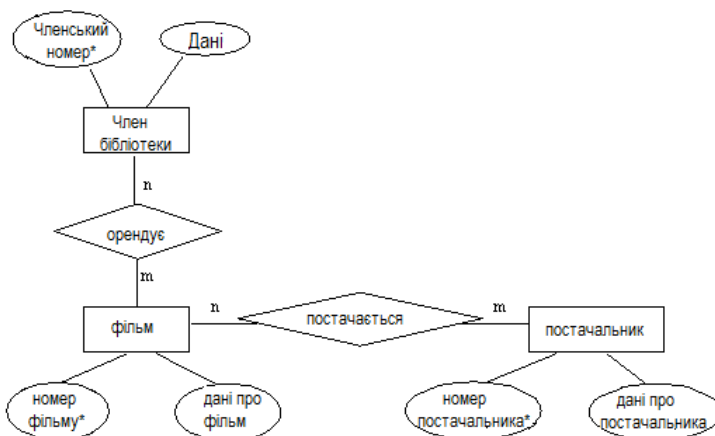 Членський
номер*
Дані
Член
бібліотеки
n
орендує
m
фільм
n
постачається
m
постачальник
номер
фільму*
дані про
фільм
номер
постачальника*
дані про
постачальника